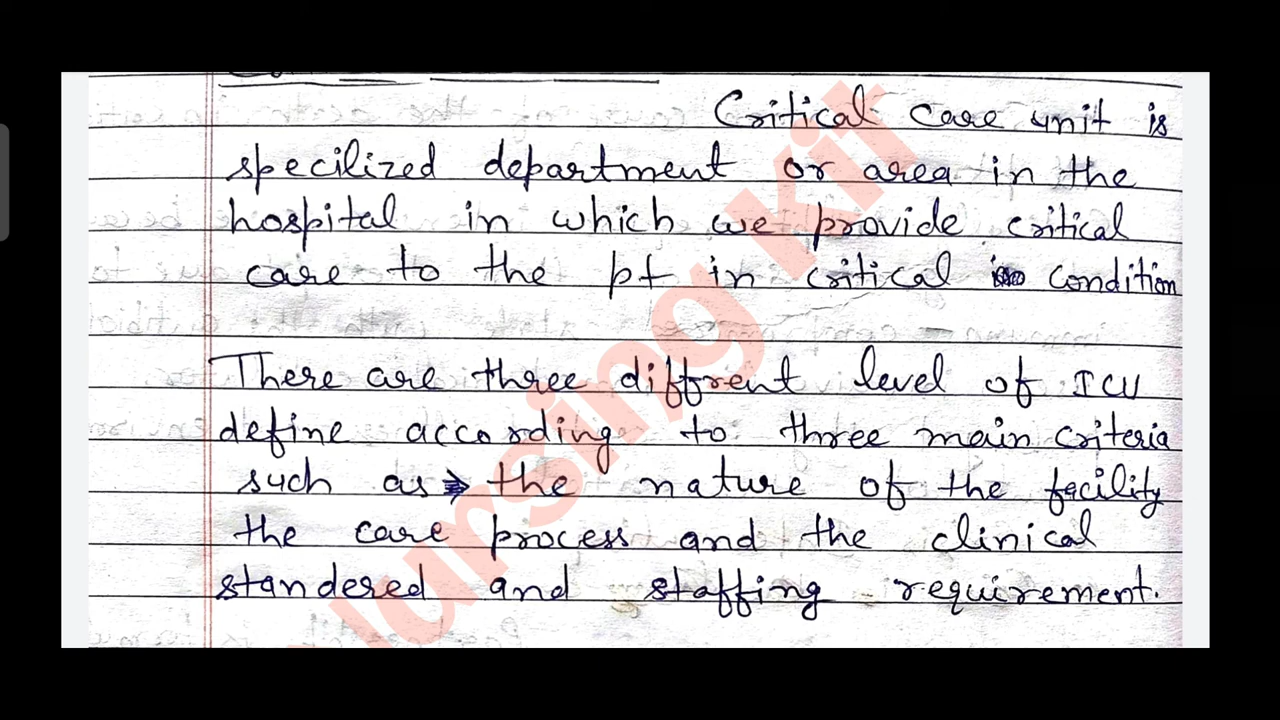 Critical care unit is
specilized department or area in the
hospital in which we provide critical
care to the pt in critical condition
There are three diffrent level of ICU
define according to three main criteria
such as the nature of the facility
the care process and the clinical
standered and staffing requirement.
nursing kit